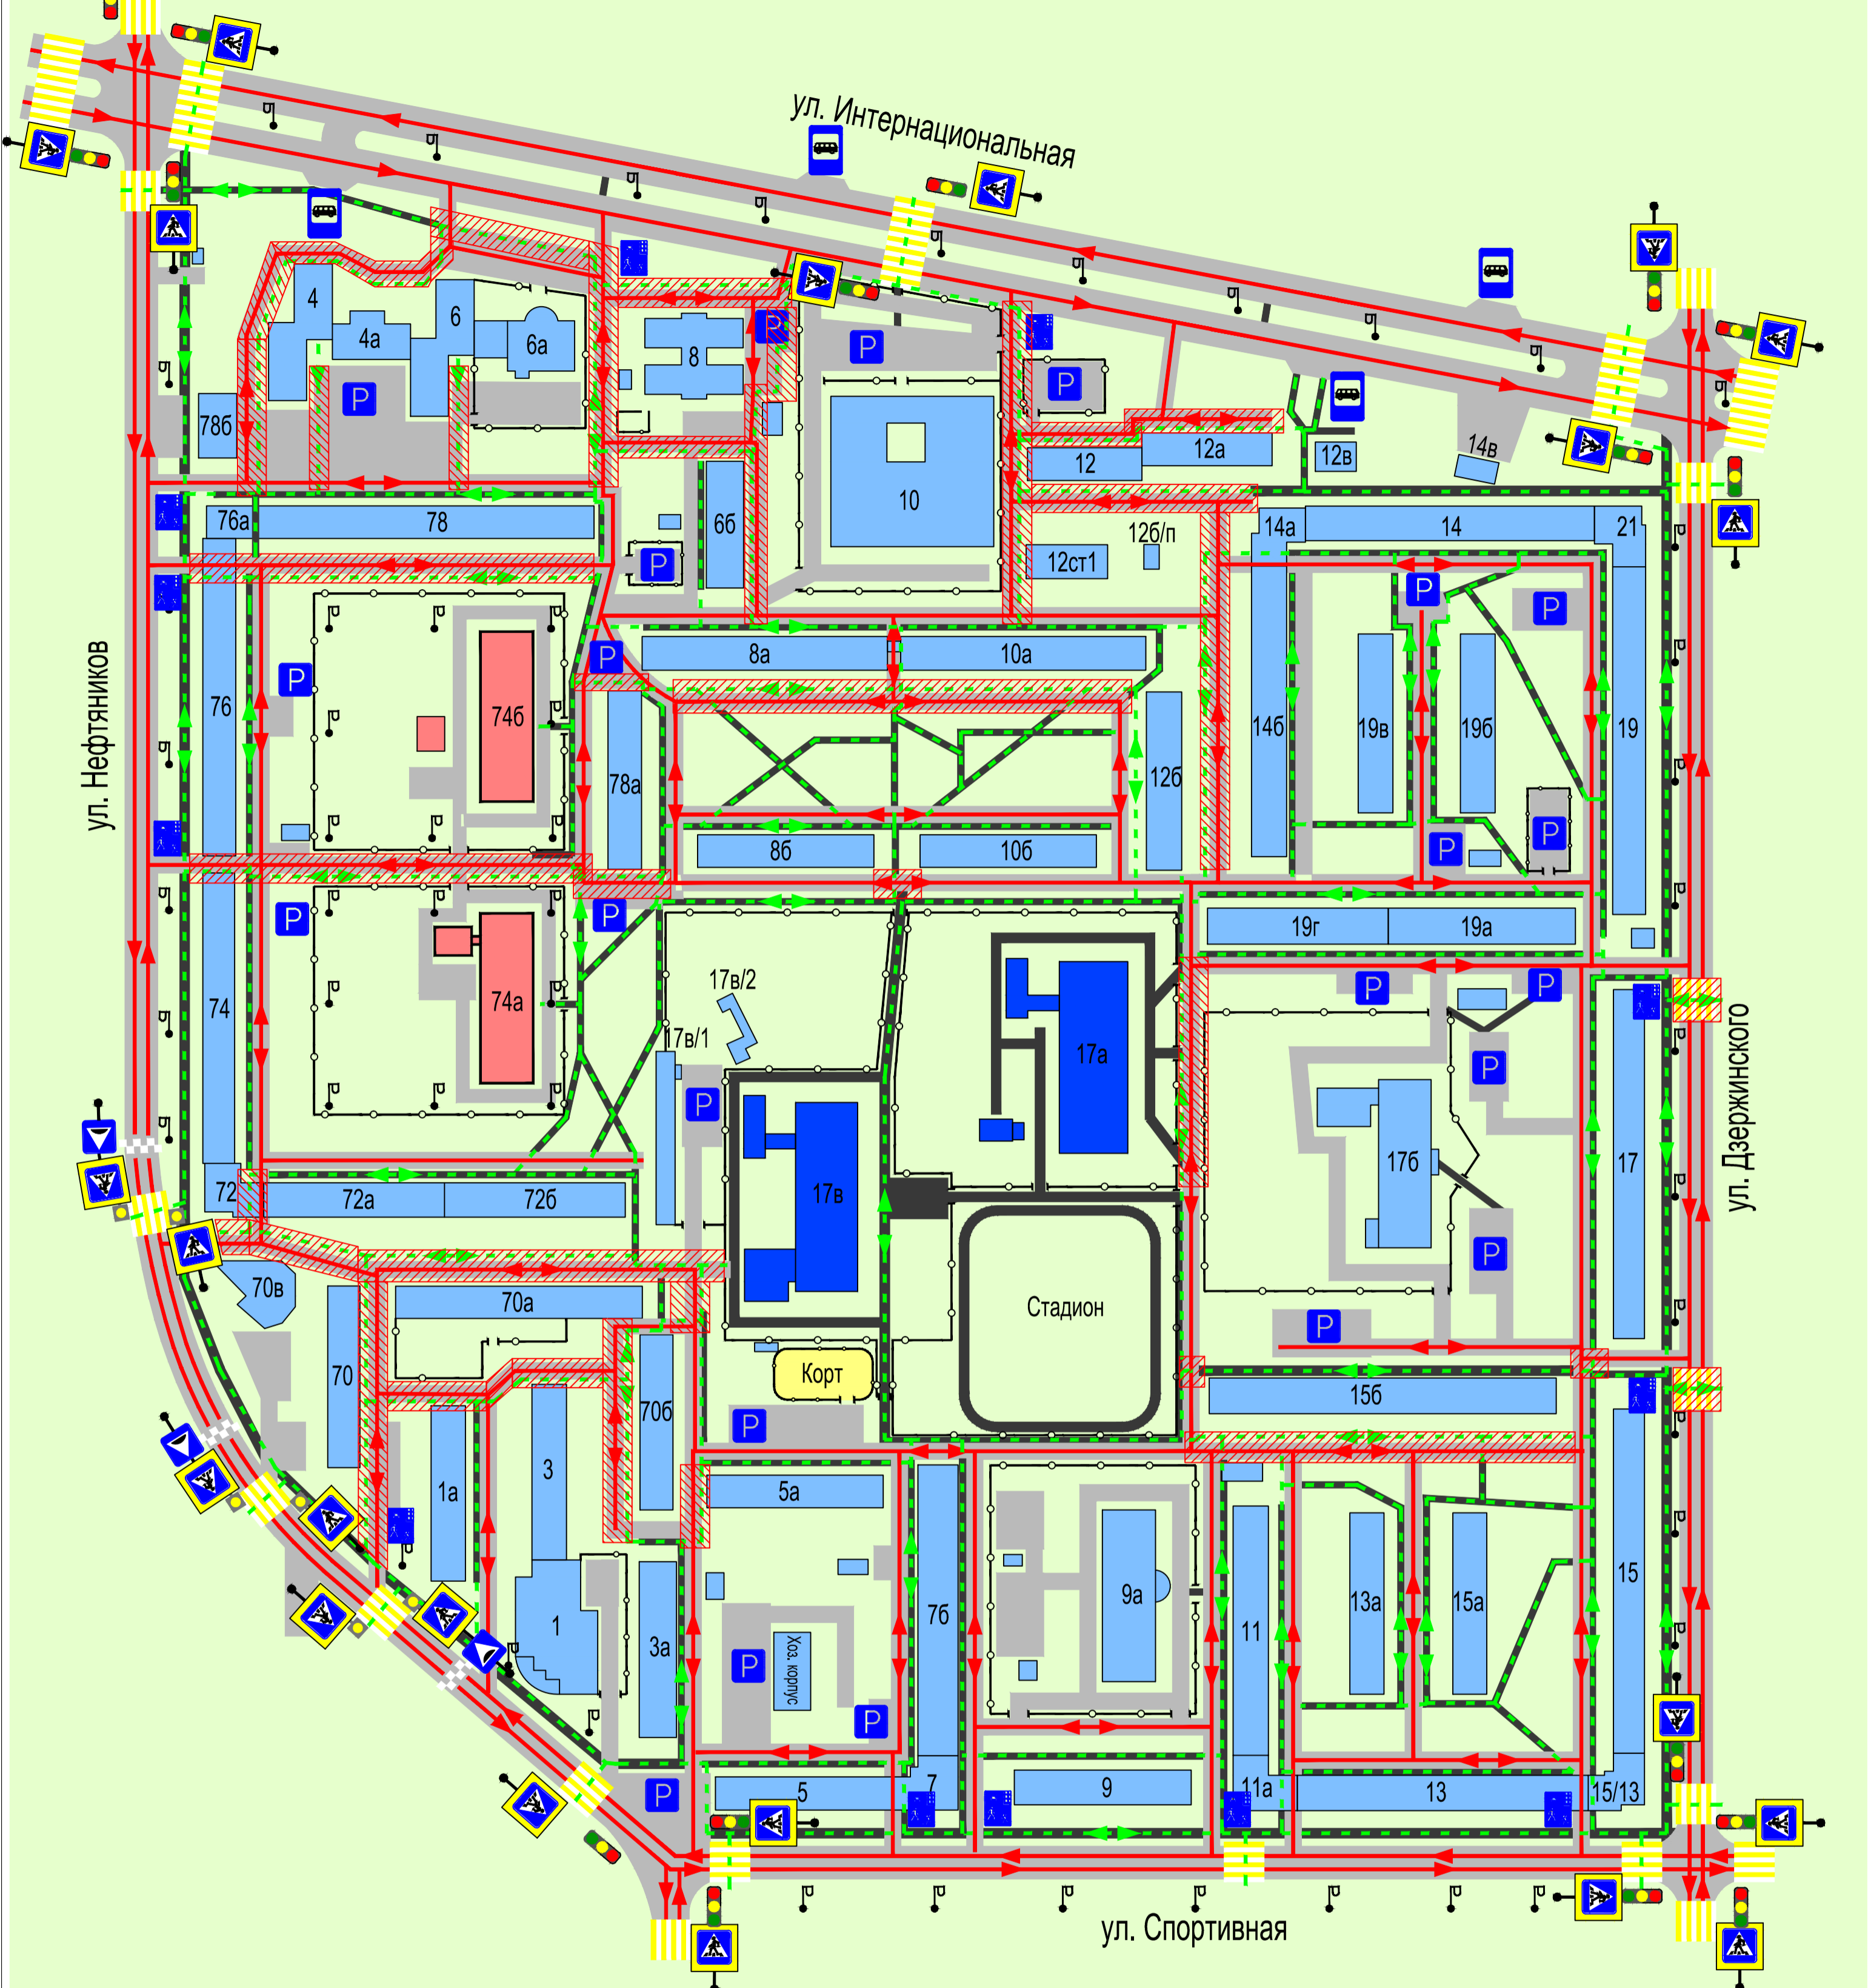 ул. Интернациональная
4
4а
6
6а
8
P
P
P
P
78б
10
12
12а
12в
14в
76а
78
6б
12ст1
12б/п
14а
14
21
P
P
P
8а
10а
P
P
76
74б
78а
12б
14б
19в
19б
19
ул. Нефтяников
8б
10б
P
P
P
P
19г
19а
74
74а
17в/2
17в/1
17а
P
P
P
P
17б
17
ул. Дзержинского
72
72а
72б
17в
P
70в
70а
Стадион
P
70
Корт
70б
15б
P
1а
3
5а
7б
9а
11
13а
15а
15
1
3а
P
Хоз. корпус
P
P
5
7
9
11а
13
15/13
ул. Спортивная